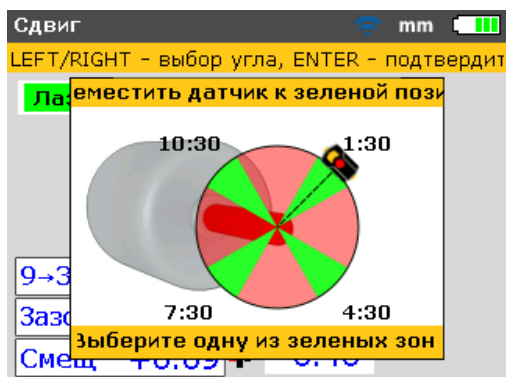 Сдвиг mm
LEFT/RIGHT - выбор угла, ENTER - подтвердит
Ла
еместить датчик к зеленой пози
10:30 1:30
9→3
7:30 4:30
Зазо
Выберите одну из зеленых зон
Смещ